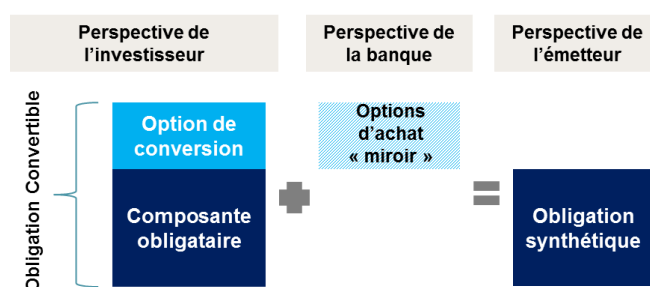 Perspective de
l'investisseur
Perspective de
la banque
Perspective de
l'émetteur
Obligation Convertible
Option de
conversion
Composante
obligataire
Options
d'achat
« miroir »
Obligation
synthétique